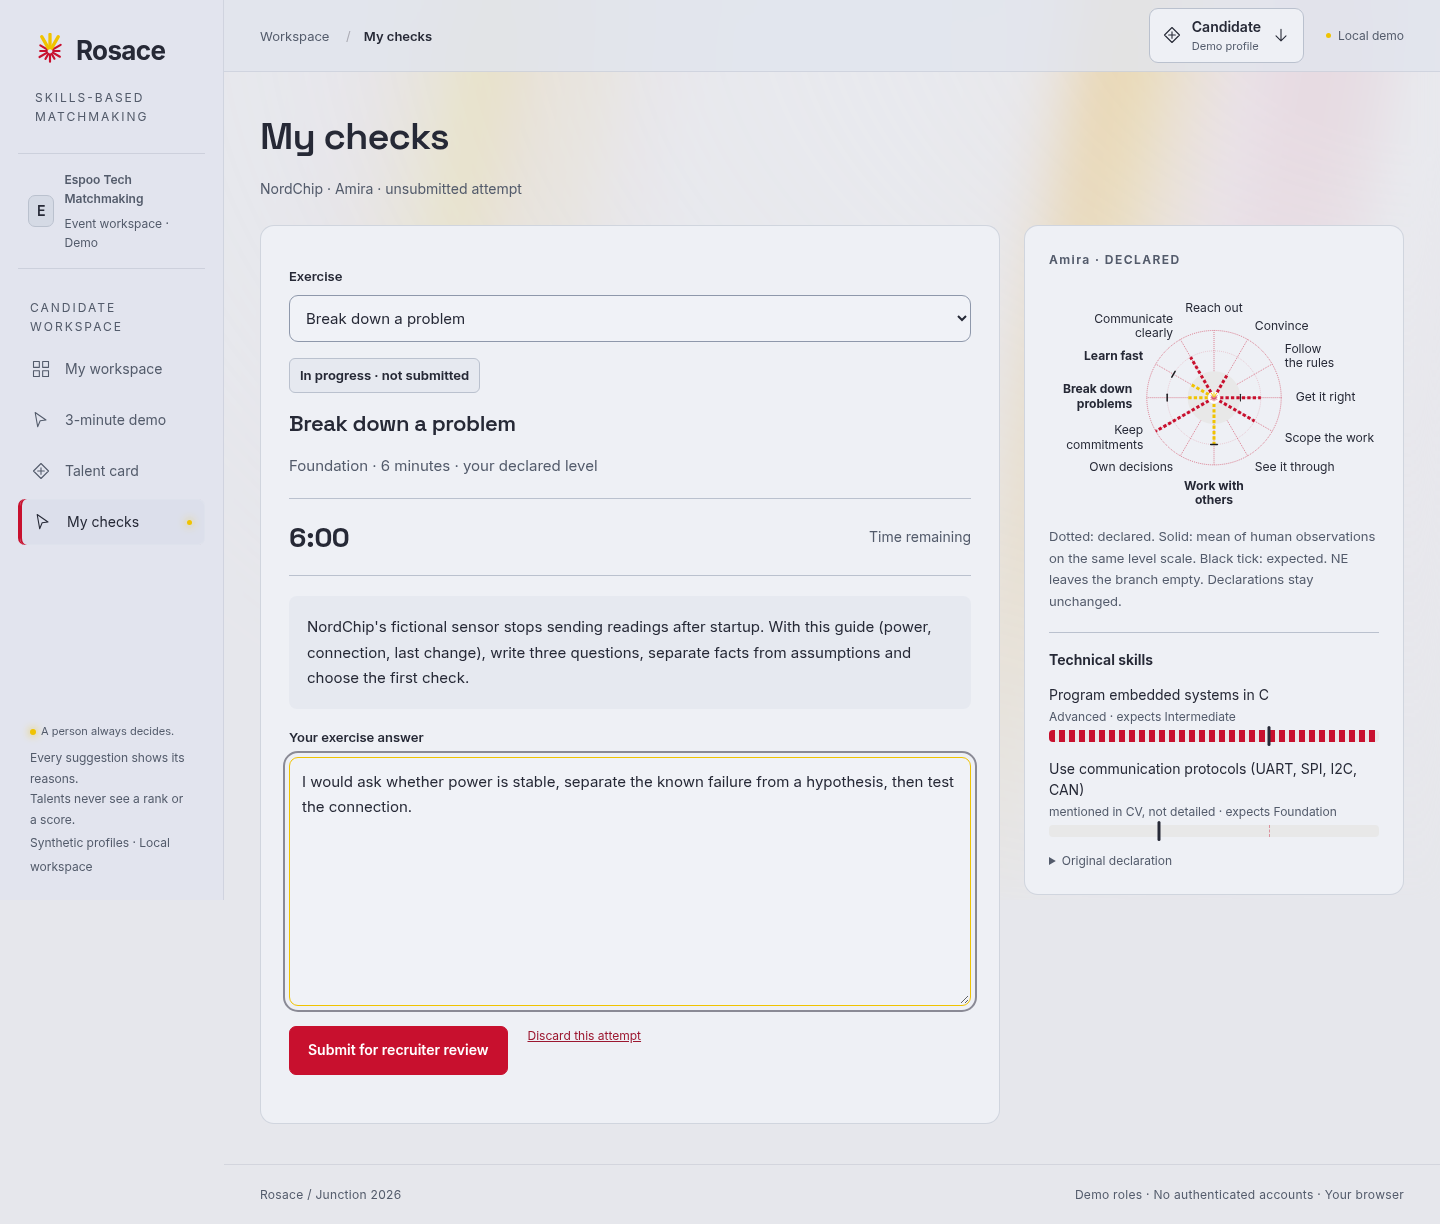 Rosace
SKILLS-BASED
MATCHMAKING
E
Espoo Tech
Matchmaking
Event workspace ·
Demo
CANDIDATE
WORKSPACE
My workspace
3-minute demo
Talent card
My checks
A person always decides.
Every suggestion shows its
reasons.
Talents never see a rank or
a score.
Synthetic profiles · Local
workspace
Workspace / My checks
Candidate
Demo profile
Local demo
My checks
NordChip · Amira · unsubmitted attempt
Exercise
Break down a problem
In progress · not submitted
Break down a problem
Foundation · 6 minutes · your declared level
6:00
Time remaining
NordChip's fictional sensor stops sending readings after startup. With this guide (power,
connection, last change), write three questions, separate facts from assumptions and
choose the first check.
Your exercise answer
I would ask whether power is stable, separate the known failure from a hypothesis, then test
the connection.
Submit for recruiter review
Discard this attempt
Amira · DECLARED
Reach out
Convince
Follow
the rules
Get it right
Scope the work
See it through
Work with
others
Own decisions
Keep
commitments
Break down
problems
Learn fast
Communicate
clearly
Dotted: declared. Solid: mean of human observations
on the same level scale. Black tick: expected. NE
leaves the branch empty. Declarations stay
unchanged.
Technical skills
Program embedded systems in C
Advanced · expects Intermediate
Use communication protocols (UART, SPI, I2C,
CAN)
mentioned in CV, not detailed · expects Foundation
Original declaration
Rosace / Junction 2026
Demo roles · No authenticated accounts · Your browser